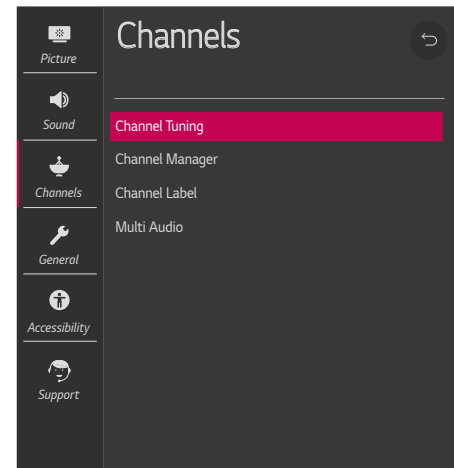 Channels
Picture
Sound
Channels
General
Accessibility
Support
Channel Tuning
Channel Manager
Channel Label
Multi Audio